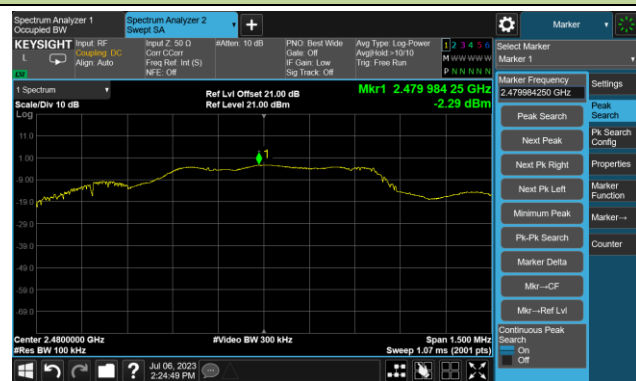 Spectrum Analyzer 1
Occupied BW
Spectrum Analyzer 2
Swept SA
Marker
KEYSIGHT
L
Input: RF
Coupling: DC
Align: Auto
Input Z: 50 Ω
Corr CCorr
Freq Ref: Int (S)
NFE: Off
#Atten: 10 dB
PNO: Best Wide
Gate: Off
IF Gain: Low
Sig Track: Off
Avg Type: Log-Power
Avg|Hold:>10/10
Trig: Free Run
1 2 3 4 5 6
M W W W W W
P N N N N N
Select Marker
Marker 1
1 Spectrum
Scale/Div 10 dB
Log
Ref Lvl Offset 21.00 dB
Ref Level 21.00 dBm
Mkr1 2.479 984 25 GHz
-2.29 dBm
11.0
1.00
-9.00
-19.0
-29.0
-39.0
-49.0
-59.0
-69.0
1
Center 2.4800000 GHz
#Res BW 100 kHz
#Video BW 300 kHz
Span 1.500 MHz
Sweep 1.07 ms (2001 pts)
Marker Frequency
2.479984250 GHz
Peak Search
Next Peak
Next Pk Right
Next Pk Left
Minimum Peak
Pk-Pk Search
Marker Delta
Mkr→CF
Mkr→Ref Lvl
Continuous Peak
Search
On
Off
Settings
Peak
Search
Pk Search
Config
Properties
Marker
Function
Marker→
Counter
?
Jul 06, 2023
2:24:49 PM